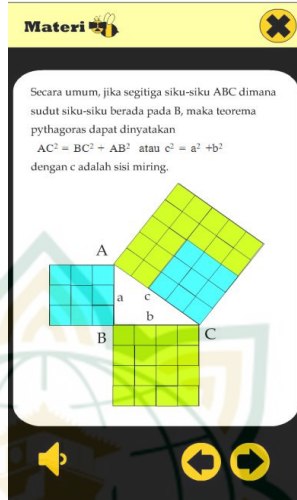 Materi
Secara umum, jika segitiga siku-siku ABC dimana
sudut siku-siku berada pada B, maka teorema
pythagoras dapat dinyatakan
AC² = BC² + AB² atau c² = a² +b²
dengan c adalah sisi miring.
A
a
c
b
B
C